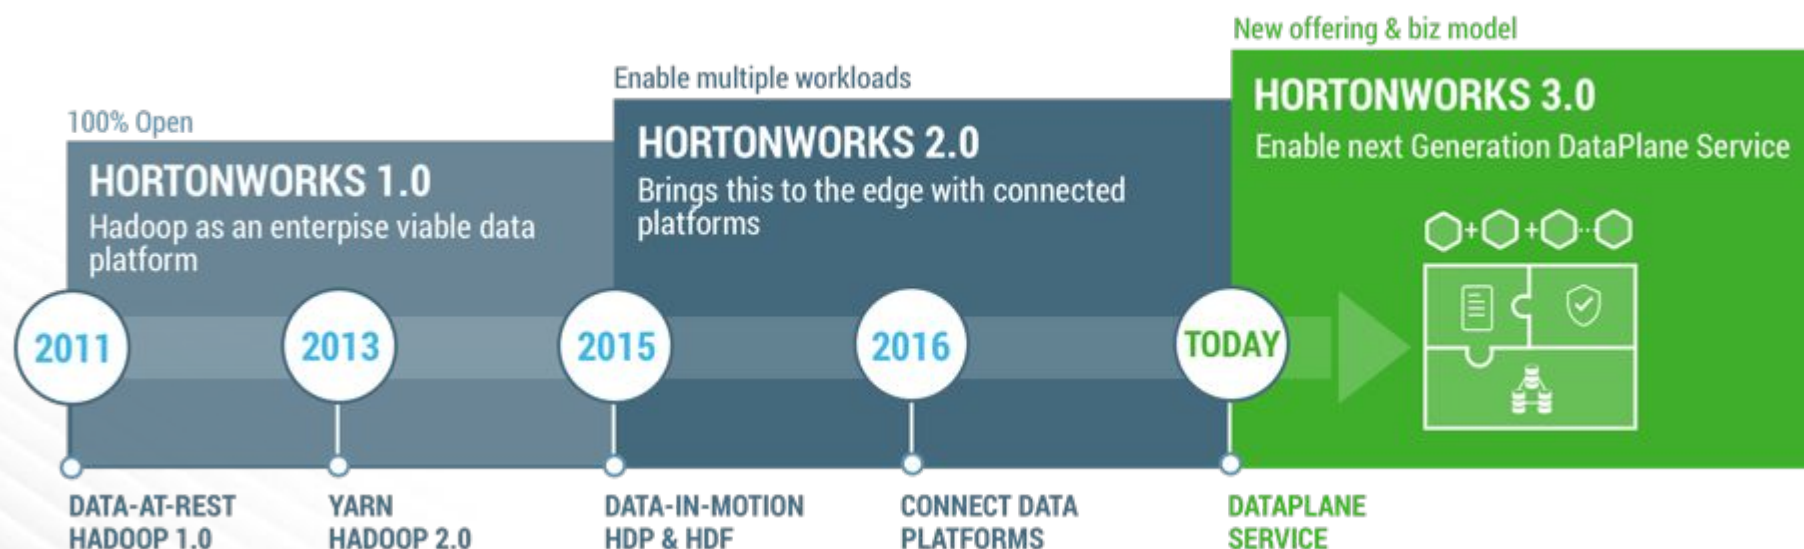 100% Open
HORTONWORKS 1.0
Hadoop as an enterpise viable data
platform
Enable multiple workloads
HORTONWORKS 2.0
Brings this to the edge with connected
platforms
New offering & biz model
HORTONWORKS 3.0
Enable next Generation DataPlane Service
2011
2013
2015
2016
TODAY
DATA-AT-REST
HADOOP 1.0
YARN
HADOOP 2.0
DATA-IN-MOTION
HDP & HDF
CONNECT DATA
PLATFORMS
DATAPLANE
SERVICE